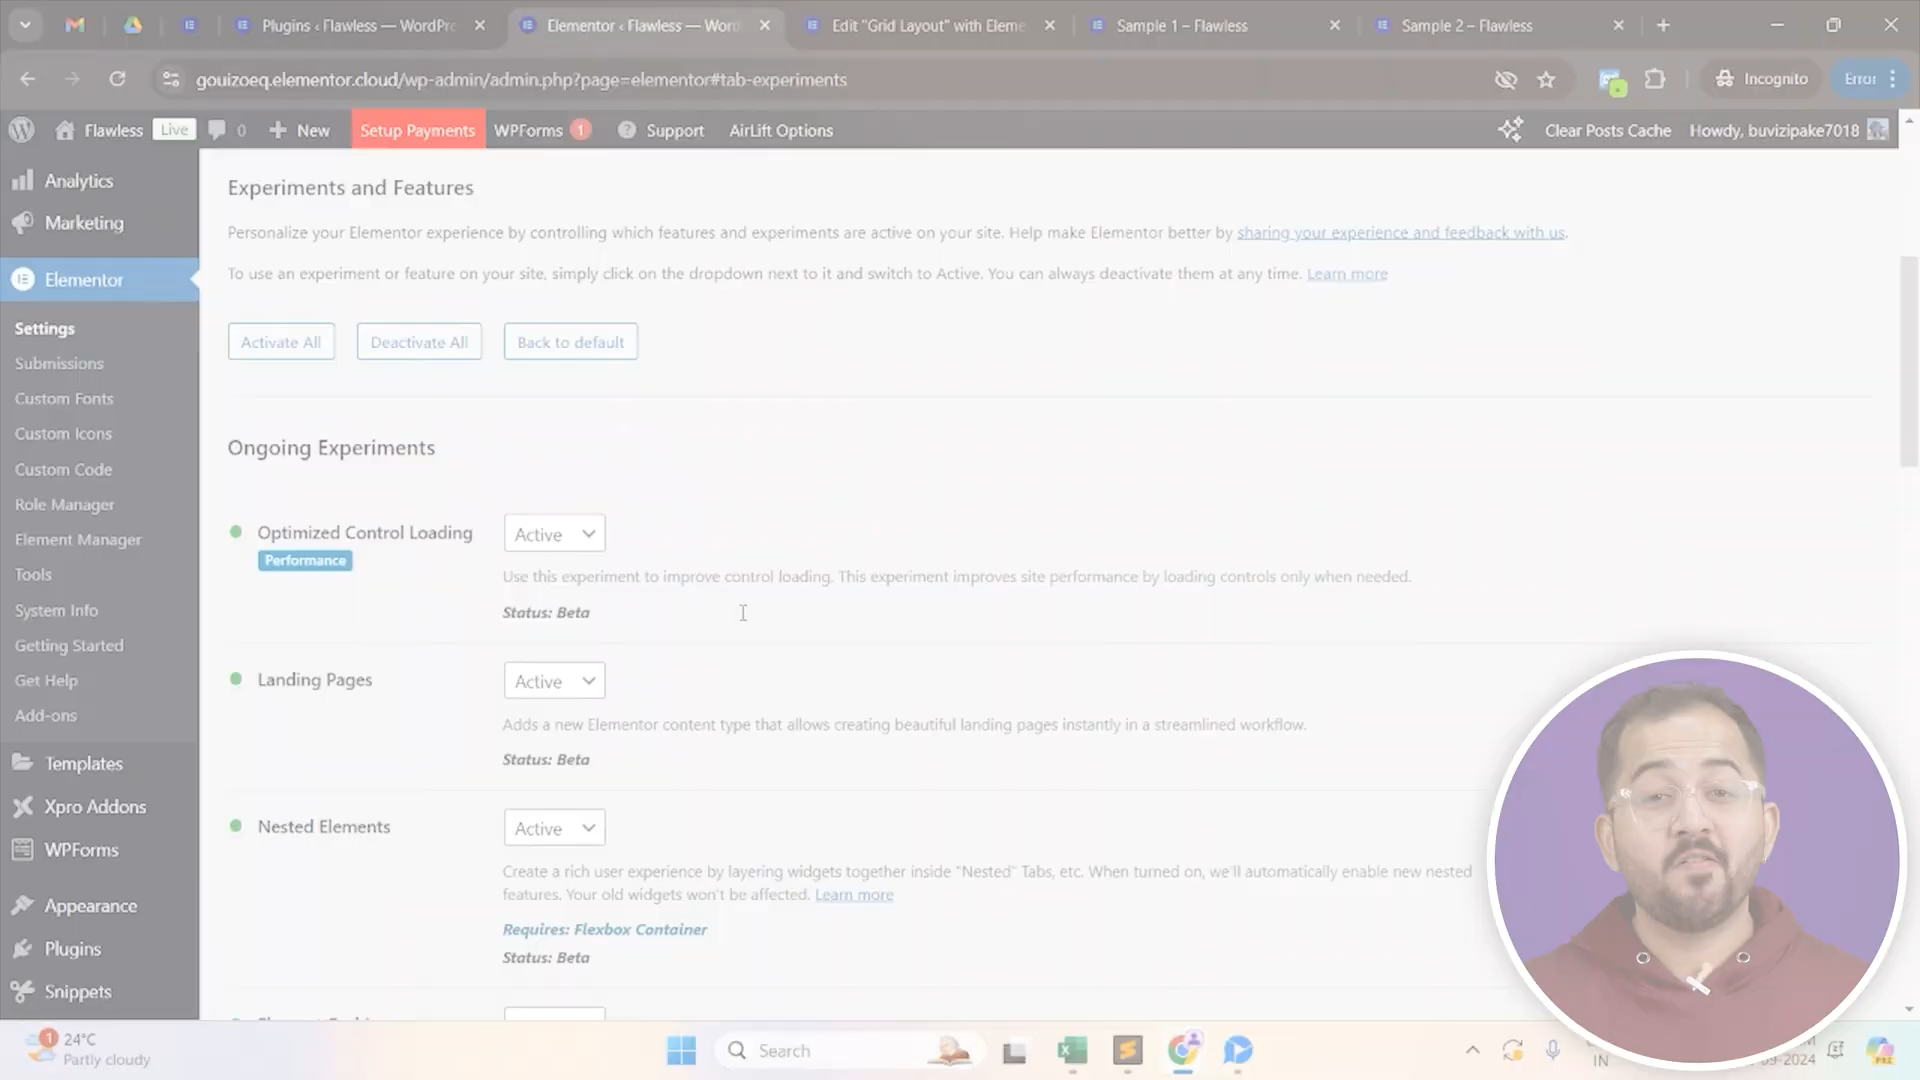 Plugins ‹ Flawless — WordPr
Elementor ‹ Flawless — Wor
Edit "Grid Layout" with Eleme
Sample 1 – Flawless
Sample 2 – Flawless
gouizoeq.elementor.cloud/wp-admin/admin.php?page=elementor#tab-experiments
Incognito
Error
Flawless
Live
0
New
Setup Payments
WPForms 1
Support
AirLift Options
Clear Posts Cache
Howdy, buvizipake7018
Analytics
Marketing
Elementor
Settings
Submissions
Custom Fonts
Custom Icons
Custom Code
Role Manager
Element Manager
Tools
System Info
Getting Started
Get Help
Add-ons
Templates
Xpro Addons
WPForms
Appearance
Plugins
Snippets
Experiments and Features
Personalize your Elementor experience by controlling which features and experiments are active on your site. Help make Elementor better by sharing your experience and feedback with us.
To use an experiment or feature on your site, simply click on the dropdown next to it and switch to Active. You can always deactivate them at any time. Learn more
Activate All
Deactivate All
Back to default
Ongoing Experiments
Optimized Control Loading
Performance
Active
Use this experiment to improve control loading. This experiment improves site performance by loading controls only when needed.
Status: Beta
Landing Pages
Active
Adds a new Elementor content type that allows creating beautiful landing pages instantly in a streamlined workflow.
Status: Beta
Nested Elements
Active
Create a rich user experience by layering widgets together inside "Nested" Tabs, etc. When turned on, we'll automatically enable new nested
features. Your old widgets won't be affected. Learn more
Requires: Flexbox Container
Status: Beta
1
24°C
Partly cloudy
Search
IN
09-2024